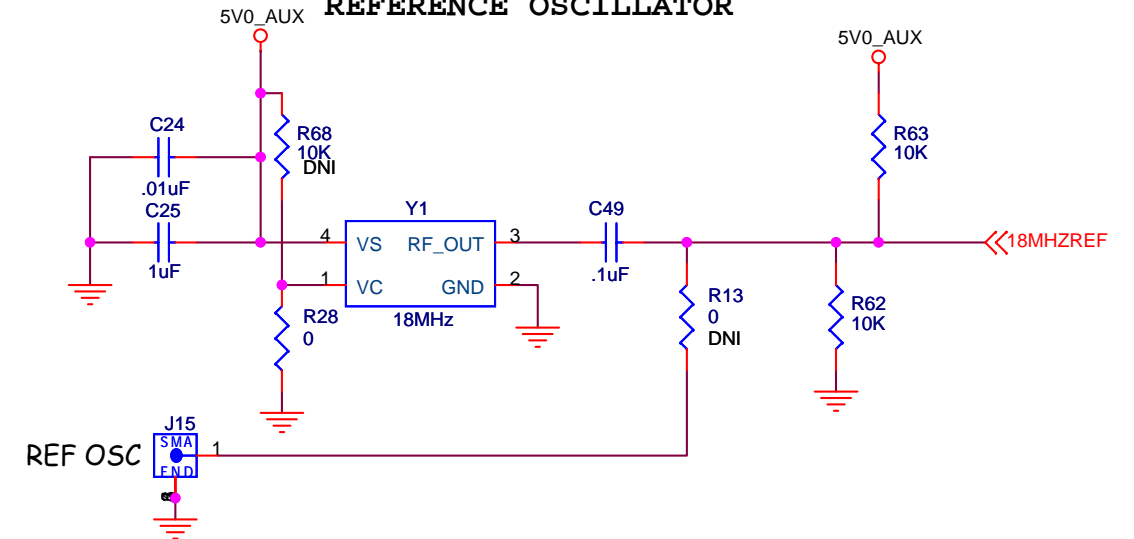 REFERENCE OSCILLATOR
5V0_AUX
5V0_AUX
C24
.01uF
R68
10K
DNI
R63
10K
C25
1uF
Y1
4
VS
RF_OUT
3
1
VC
GND
2
18MHz
C49
.1uF
18MHZREF
R28
0
R13
0
DNI
R62
10K
J15
SMA
REF OSC
1
END